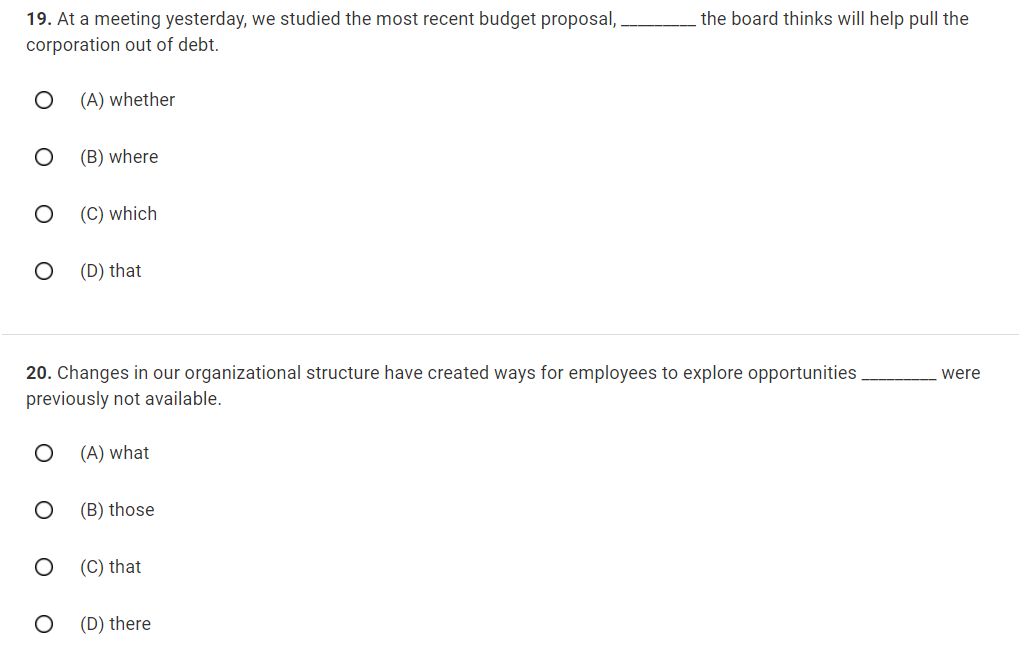 19. At a meeting yesterday, we studied the most recent budget proposal, _________ the board thinks will help pull the
corporation out of debt.
(A) whether
(B) where
(C) which
(D) that
20. Changes in our organizational structure have created ways for employees to explore opportunities _________ were
previously not available.
(A) what
(B) those
(C) that
(D) there